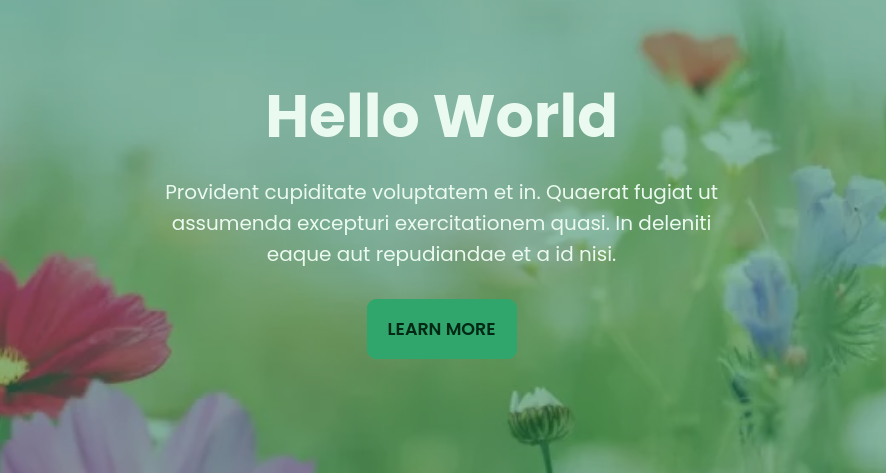 Hello World
Provident cupiditate voluptatem et in. Quaerat fugiat ut
assumenda excepturi exercitationem quasi. In deleniti
eaque aut repudiandae et a id nisi.
LEARN MORE